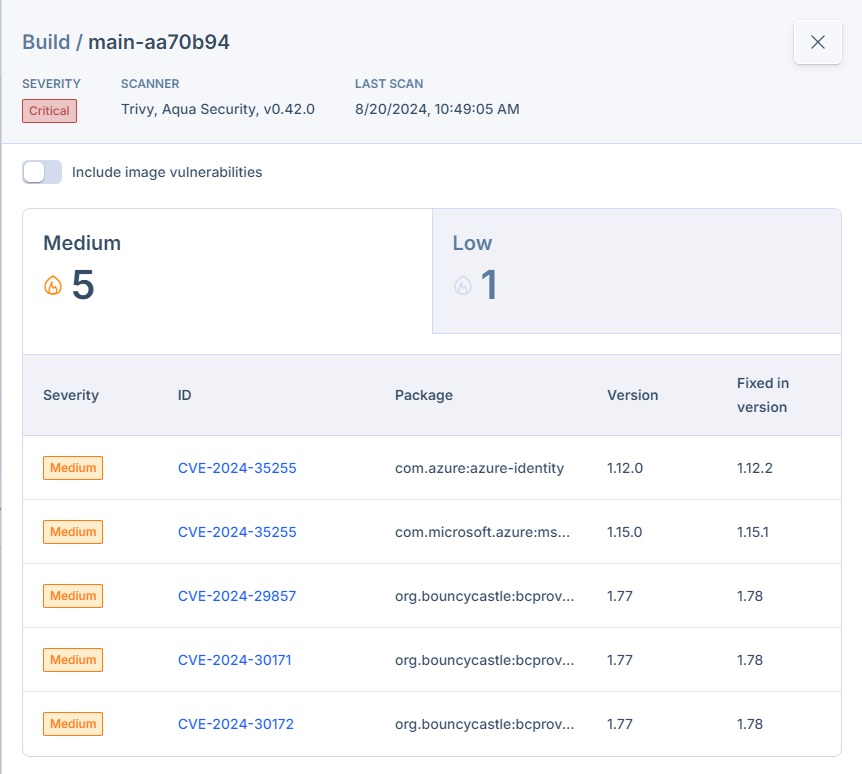 Build / main-aa70b94
SEVERITY SCANNER LAST SCAN
Critical Trivy, Aqua Security, v0.42.0 8/20/2024, 10:49:05 AM
Include image vulnerabilities
Medium Low
5 1
Severity ID Package Version Fixed in version
Medium CVE-2024-35255 com.azure:azure-identity 1.12.0 1.12.2
Medium CVE-2024-35255 com.microsoft.azure:ms... 1.15.0 1.15.1
Medium CVE-2024-29857 org.bouncycastle:bcprov... 1.77 1.78
Medium CVE-2024-30171 org.bouncycastle:bcprov... 1.77 1.78
Medium CVE-2024-30172 org.bouncycastle:bcprov... 1.77 1.78